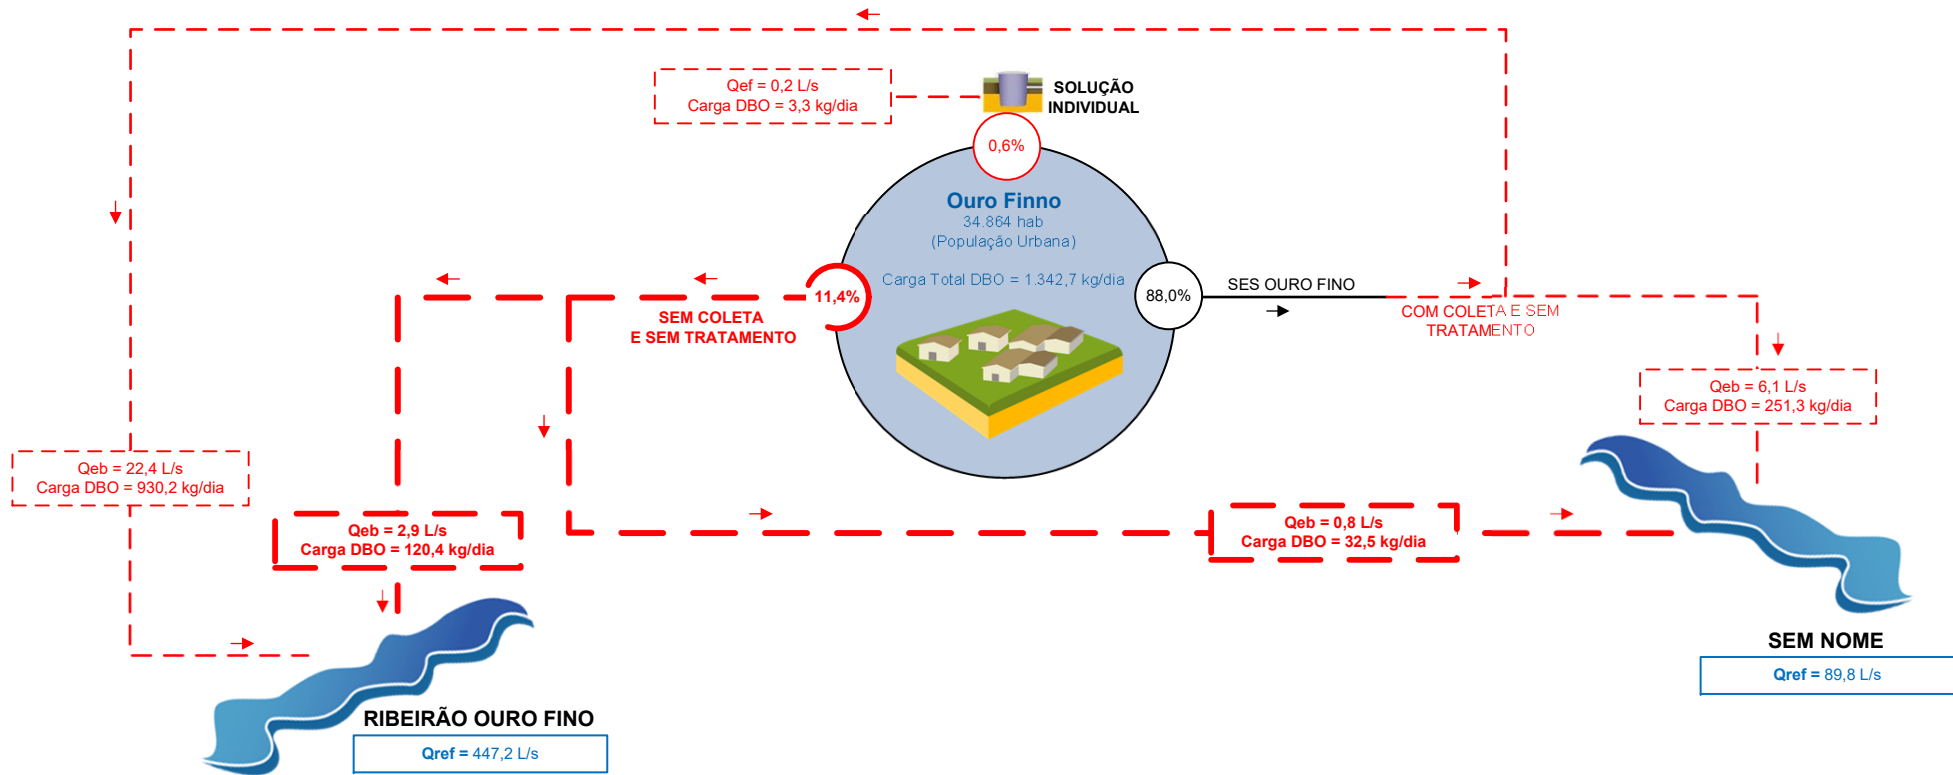 Qef = 0,2 L/s
Carga DBO = 3,3 kg/dia
SOLUÇÃO
INDIVIDUAL
0,6%
Ouro Finno
34.864 hab
(População Urbana)
Carga Total DBO = 1.342,7 kg/dia
11,4%
88,0%
SES OURO FINO
SEM COLETA
E SEM TRATAMENTO
COM COLETA E SEM
TRATAMENTO
Qeb = 6,1 L/s
Carga DBO = 251,3 kg/dia
Qeb = 22,4 L/s
Carga DBO = 930,2 kg/dia
Qeb = 2,9 L/s
Carga DBO = 120,4 kg/dia
Qeb = 0,8 L/s
Carga DBO = 32,5 kg/dia
SEM NOME
Qref = 89,8 L/s
RIBEIRÃO OURO FINO
Qref = 447,2 L/s